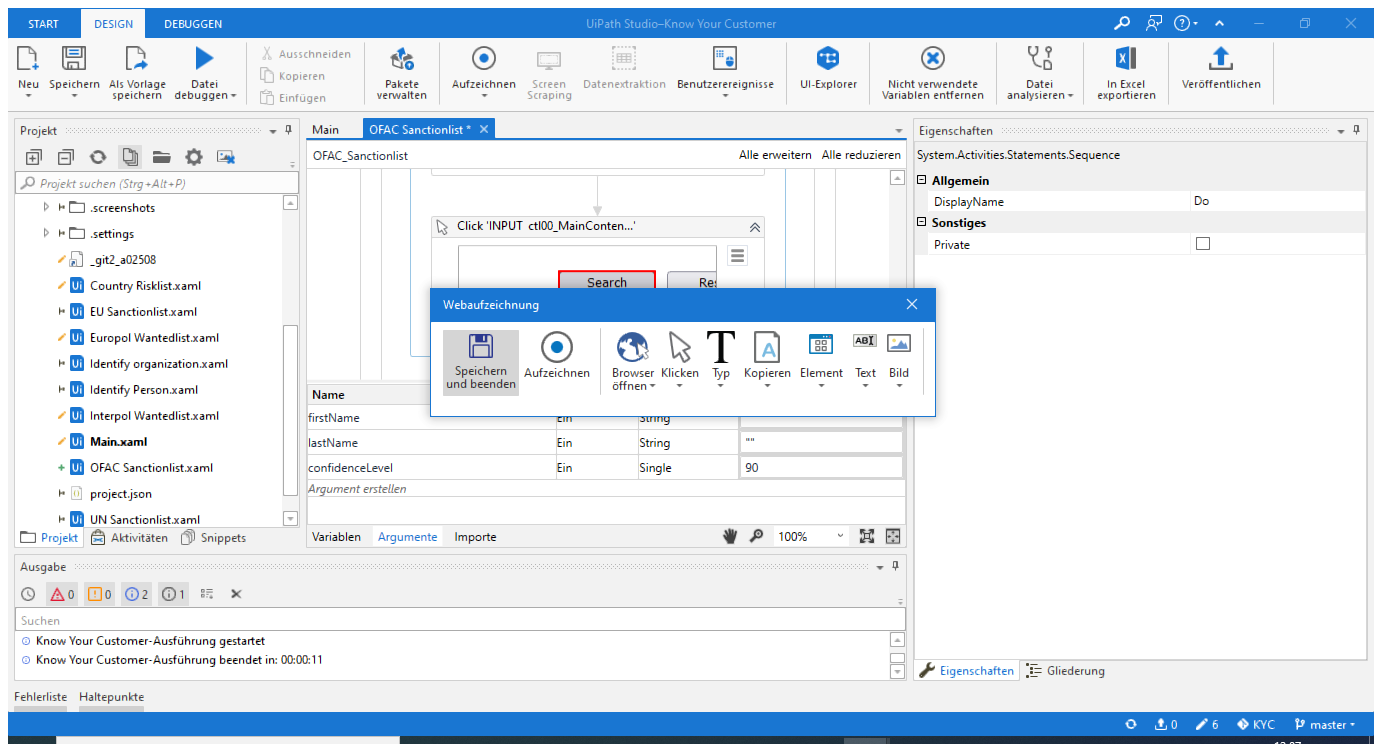 START DESIGN DEBUGGEN UiPath Studio–Know Your Customer
Neu Speichern Als Vorlage speichern Datei debuggen
Ausschneiden
Kopieren
Einfügen
Pakete verwalten Aufzeichnen Screen Scraping Datenextraktion Benutzerereignisse UI-Explorer Nicht verwendete Variablen entfernen Datei analysieren In Excel exportieren Veröffentlichen
Projekt
Projekt suchen (Strg+Alt+P)
.screenshots
.settings
_git2_a02508
Country Risklist.xaml
EU Sanctionlist.xaml
Europol Wantedlist.xaml
Identify organization.xaml
Identify Person.xaml
Interpol Wantedlist.xaml
Main.xaml
OFAC Sanctionlist.xaml
project.json
UN Sanctionlist.xaml
Projekt Aktivitäten Snippets
Main OFAC Sanctionlist *
OFAC_Sanctionlist Alle erweitern Alle reduzieren
Click 'INPUT ctl00_MainConten...'
Search Res
Webaufzeichnung
Speichern und beenden Aufzeichnen Browser öffnen Klicken Typ Kopieren Element Text Bild
Name
firstName Ein String
lastName Ein String ""
confidenceLevel Ein Single 90
Argument erstellen
Variablen Argumente Importe 100%
Eigenschaften
System.Activities.Statements.Sequence
Allgemein
DisplayName Do
Sonstiges
Private
Eigenschaften Gliederung
Ausgabe
0 0 2 1
Suchen
Know Your Customer-Ausführung gestartet
Know Your Customer-Ausführung beendet in: 00:00:11
Fehlerliste Haltepunkte
0 6 KYC master